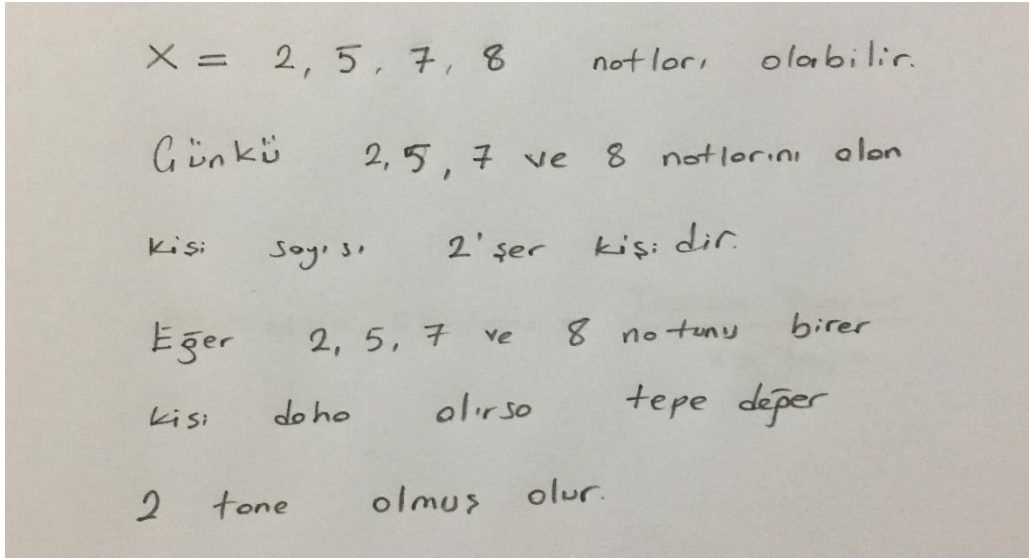 X = 2, 5, 7, 8 notları olabilir.
Günkü 2, 5, 7 ve 8 notlarını alan
kişi sayısı 2'şer kişidir.
Eğer 2, 5, 7 ve 8 notunu birer
kişi daha alırsa tepe değer
2 tane olmuş olur.